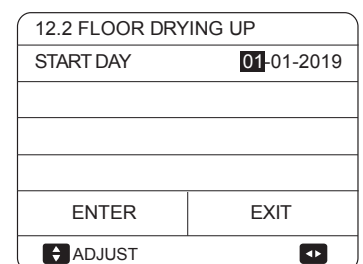 12.2 FLOOR DRYING UP
START DAY 01-01-2019
ENTER EXIT
ADJUST